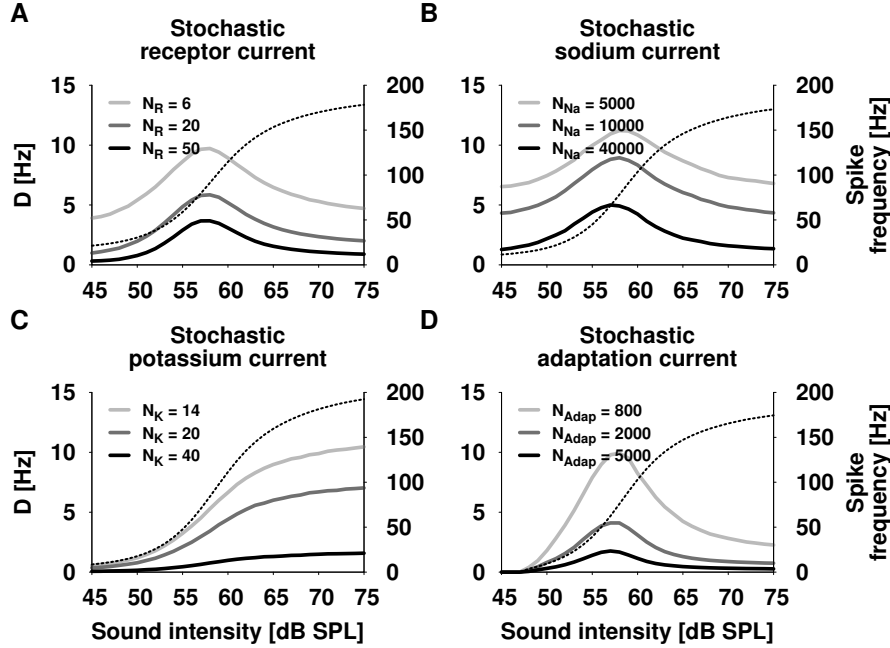 A
Stochastic
receptor current
15
10
5
0
D [Hz]
N_R = 6
N_R = 20
N_R = 50
200
150
100
50
0
45 50 55 60 65 70 75
B
Stochastic
sodium current
15
10
5
0
N_Na = 5000
N_Na = 10000
N_Na = 40000
200
150
100
50
0
Spike
frequency [Hz]
45 50 55 60 65 70 75
C
Stochastic
potassium current
15
10
5
0
D [Hz]
N_K = 14
N_K = 20
N_K = 40
200
150
100
50
0
45 50 55 60 65 70 75
Sound intensity [dB SPL]
D
Stochastic
adaptation current
15
10
5
0
N_Adap = 800
N_Adap = 2000
N_Adap = 5000
200
150
100
50
0
Spike
frequency [Hz]
45 50 55 60 65 70 75
Sound intensity [dB SPL]